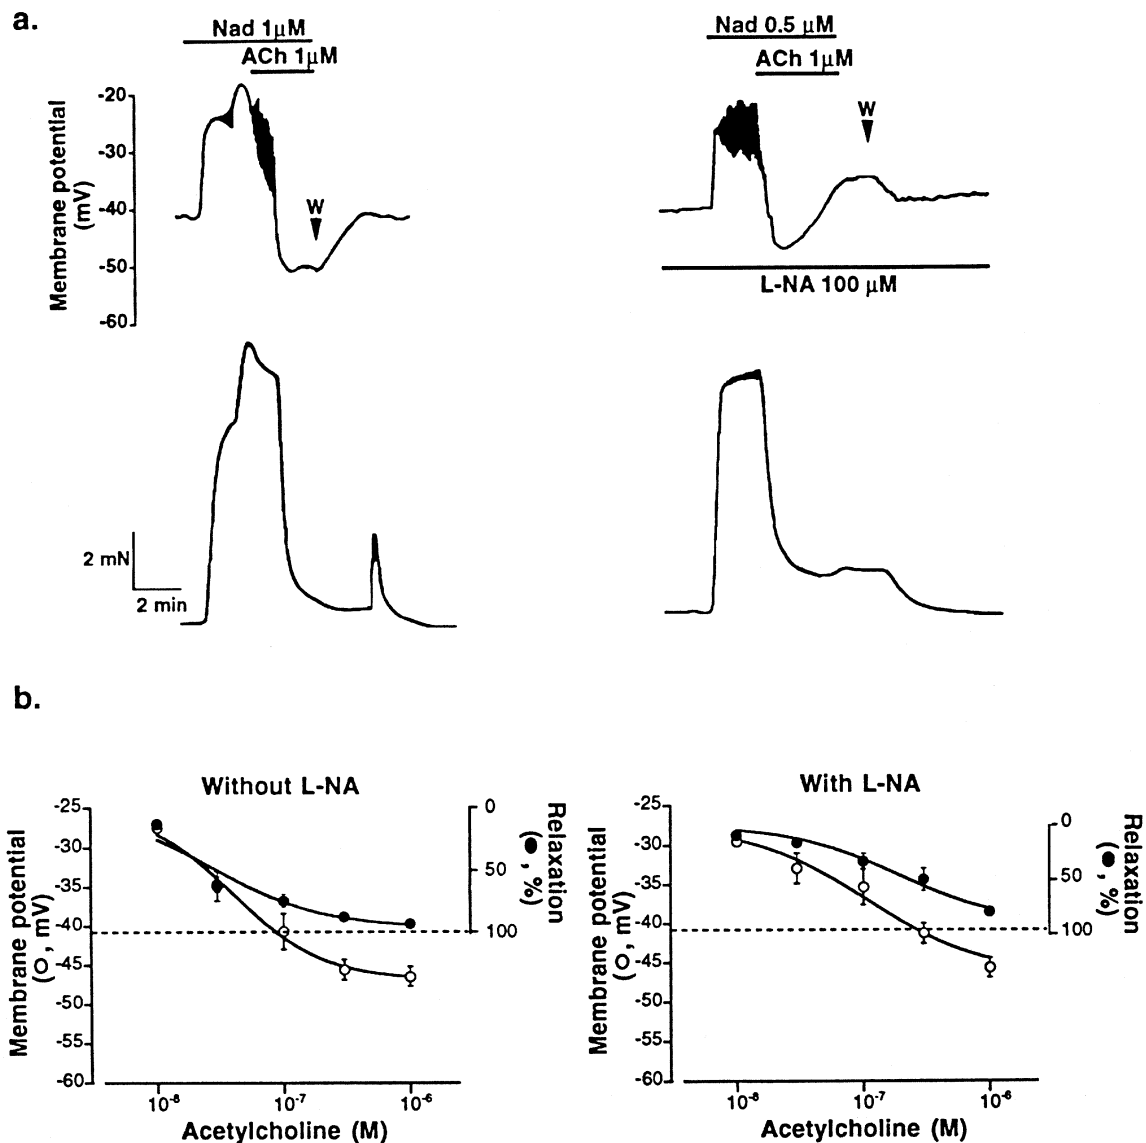 a.
Nad 1µM
ACh 1µM
Nad 0.5 µM
ACh 1µM
Membrane potential
(mV)
-20
-30
-40
-50
-60
W
W
L-NA 100 µM
2 mN
2 min
b.
Without L-NA
Membrane potential
(○, mV)
-25
-30
-35
-40
-45
-50
-55
-60
0
50
100
Relaxation
(●, %)
10⁻⁸
10⁻⁷
10⁻⁶
Acetylcholine (M)
With L-NA
Membrane potential
(○, mV)
-25
-30
-35
-40
-45
-50
-55
-60
0
50
100
Relaxation
(●, %)
10⁻⁸
10⁻⁷
10⁻⁶
Acetylcholine (M)